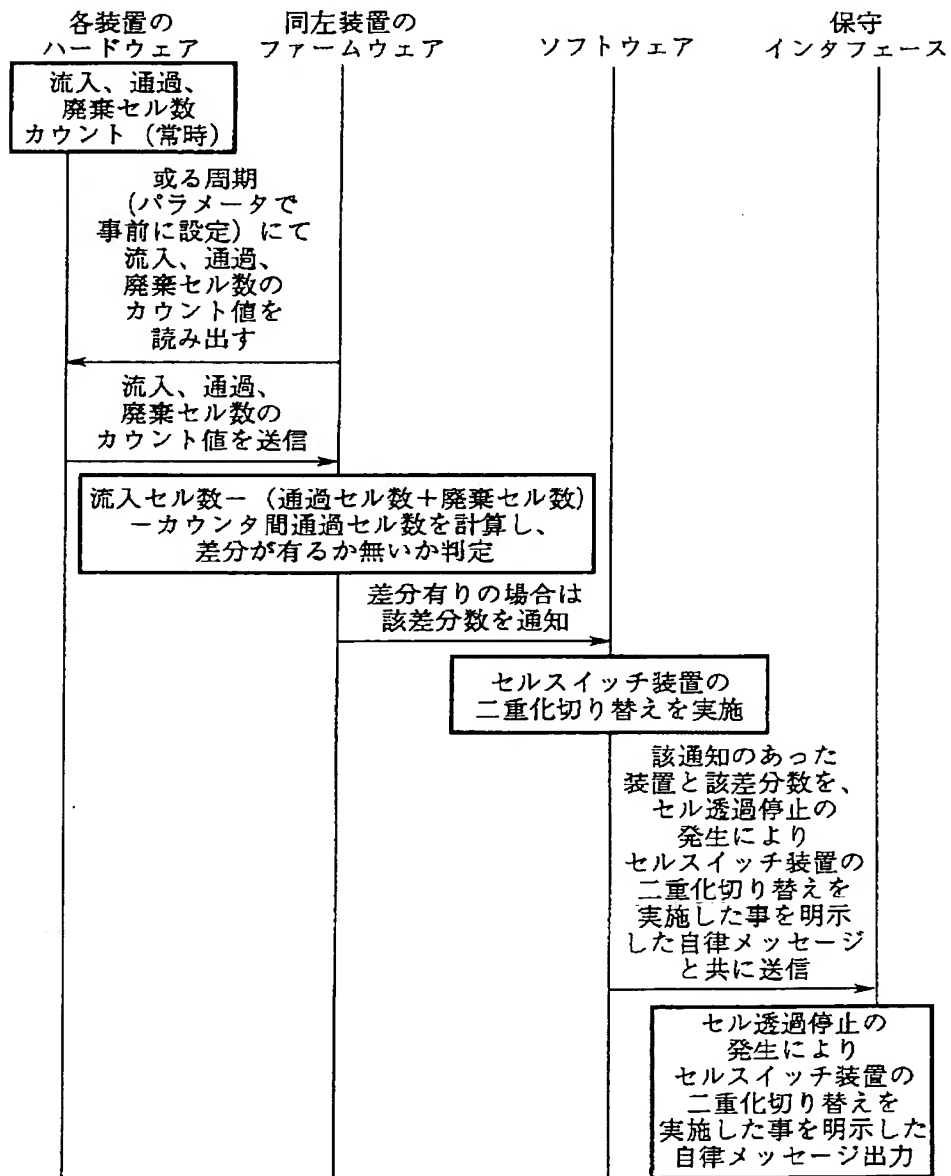 各装置の
ハードウェア
同左装置の
ファームウェア
ソフトウェア
保守
インタフェース
流入、通過、
廃棄セル数
カウント（常時）
或る周期
（パラメータで
事前に設定）にて
流入、通過、
廃棄セル数の
カウント値を
読み出す
流入、通過、
廃棄セル数の
カウント値を送信
流入セル数－（通過セル数＋廃棄セル数）
－カウンタ間通過セル数を計算し、
差分が有るか無いか判定
差分有りの場合は
該差分数を通知
セルスイッチ装置の
二重化切り替えを実施
該通知のあった
装置と該差分数を、
セル透過停止の
発生により
セルスイッチ装置の
二重化切り替えを
実施した事を明示
した自律メッセージ
と共に送信
セル透過停止の
発生により
セルスイッチ装置の
二重化切り替えを
実施した事を明示した
自律メッセージ出力